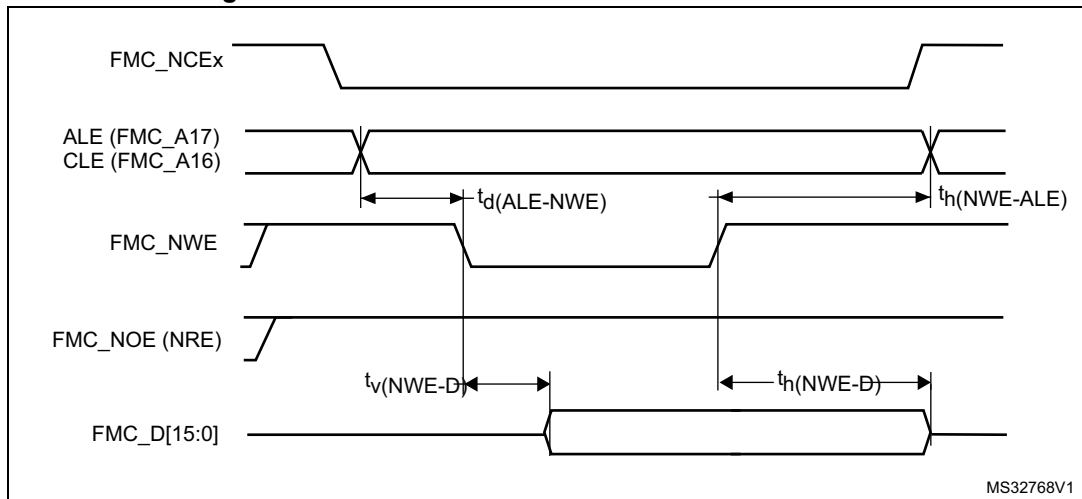 FMC_NCEx
ALE (FMC_A17)
CLE (FMC_A16)
td(ALE-NWE)
th(NWE-ALE)
FMC_NWE
FMC_NOE (NRE)
tv(NWE-D)
th(NWE-D)
FMC_D[15:0]
MS32768V1